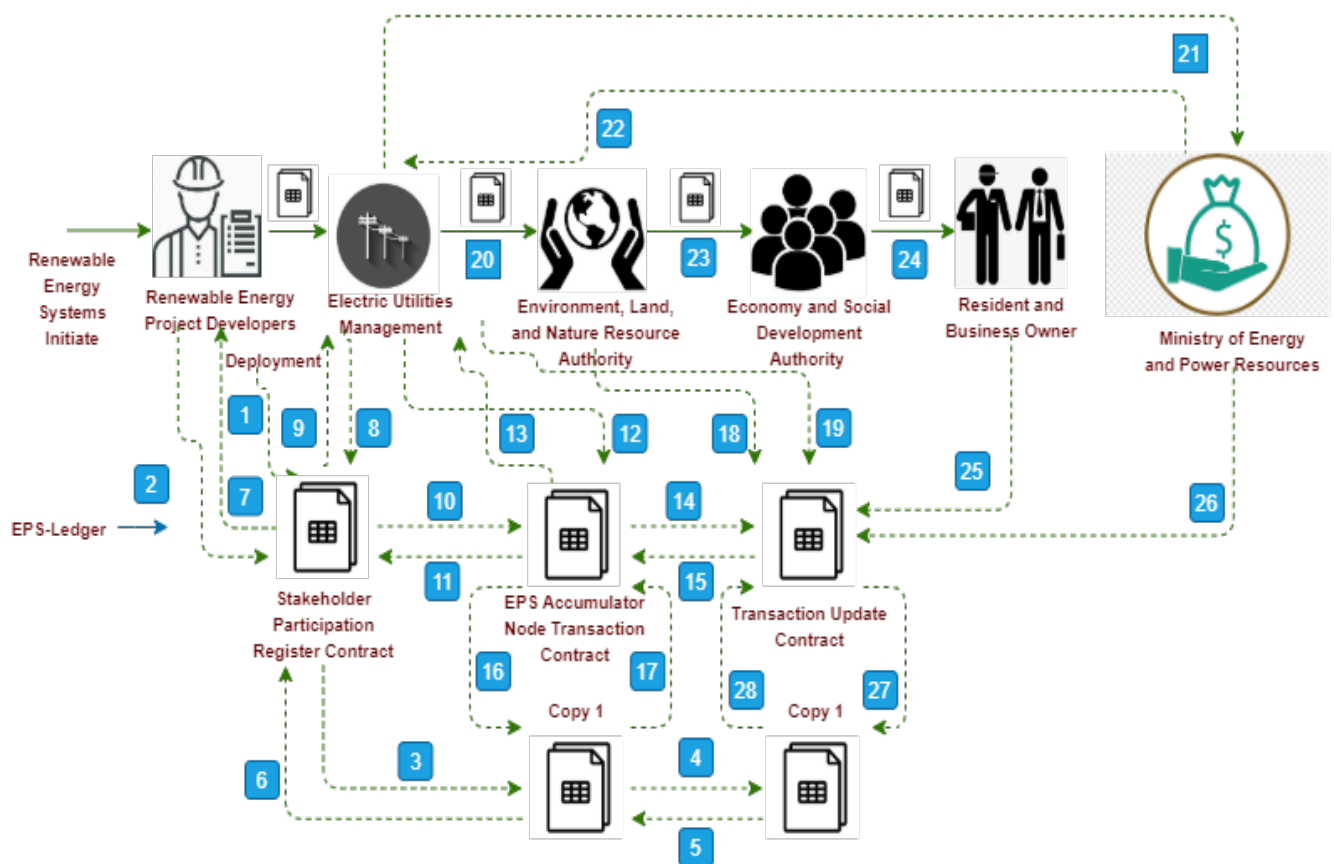 21
22
20
23
24
Renewable
Energy
Systems
Initiate
Renewable Energy
Project Developers
Electric Utilities
Management
Environment, Land,
and Nature Resource
Authority
Economy and Social
Development
Authority
Resident and
Business Owner
$
Ministry of Energy
and Power Resources
Deployment
1
9
8
13
12
18
19
2
7
10
14
25
26
EPS-Ledger
11
15
Stakeholder
Participation
Register Contract
EPS Accumulator
Node Transaction
Contract
Transaction Update
Contract
16
17
28
27
Copy 1
Copy 1
6
3
4
5